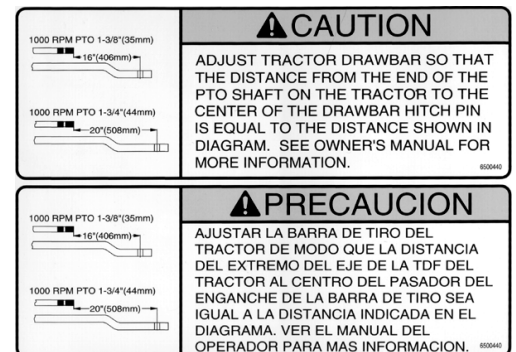 CAUTION
1000 RPM PTO 1-3/8"(35mm)
16"(406mm)
1000 RPM PTO 1-3/4"(44mm)
20"(508mm)
ADJUST TRACTOR DRAWBAR SO THAT
THE DISTANCE FROM THE END OF THE
PTO SHAFT ON THE TRACTOR TO THE
CENTER OF THE DRAWBAR HITCH PIN
IS EQUAL TO THE DISTANCE SHOWN IN
DIAGRAM. SEE OWNER'S MANUAL FOR
MORE INFORMATION.
6500440
PRECAUCION
1000 RPM PTO 1-3/8"(35mm)
16"(406mm)
1000 RPM PTO 1-3/4"(44mm)
20"(508mm)
AJUSTAR LA BARRA DE TIRO DEL
TRACTOR DE MODO QUE LA DISTANCIA
DEL EXTREMO DEL EJE DE LA TDF DEL
TRACTOR AL CENTRO DEL PASADOR DEL
ENGANCHE DE LA BARRA DE TIRO SEA
IGUAL A LA DISTANCIA INDICADA EN EL
DIAGRAMA. VER EL MANUAL DEL
OPERADOR PARA MAS INFORMACION.
6500440